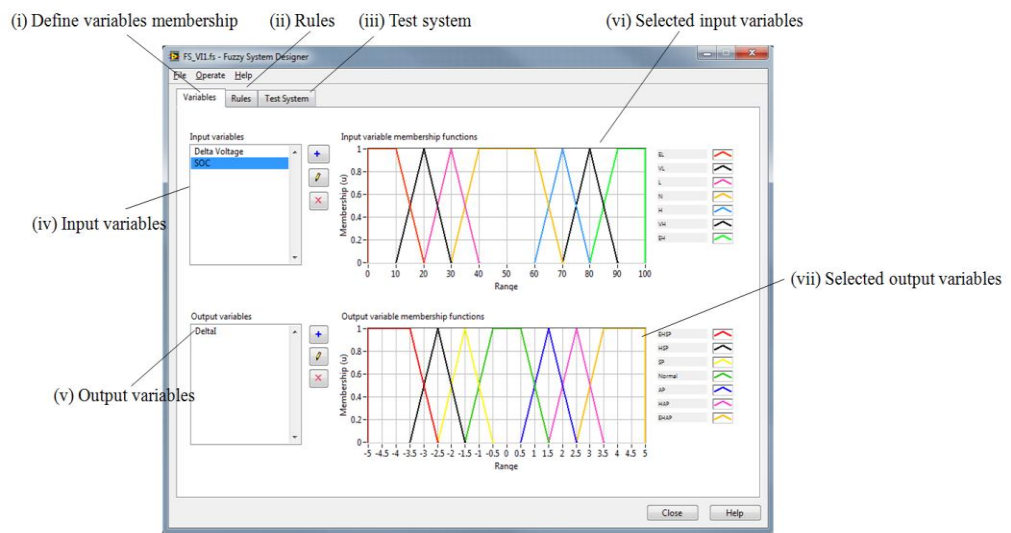 (i) Define variables membership
(ii) Rules
(iii) Test system
(vi) Selected input variables
FS_VI1.fs - Fuzzy System Designer
File Operate Help
Variables Rules Test System
Input variables
Delta Voltage
SOC
Input variable membership functions
Membership (u)
1
0.8
0.6
0.4
0.2
0
0 10 20 30 40 50 60 70 80 90 100
Range
EL
VL
L
N
H
VH
EH
(iv) Input variables
(vii) Selected output variables
Output variables
DeltaI
Output variable membership functions
Membership (u)
1
0.8
0.6
0.4
0.2
0
-5 -4.5 -4 -3.5 -3 -2.5 -2 -1.5 -1 -0.5 0 0.5 1 1.5 2 2.5 3 3.5 4 4.5 5
Range
EHSP
HSP
SP
Normal
AP
HAP
EHAP
(v) Output variables
Close Help